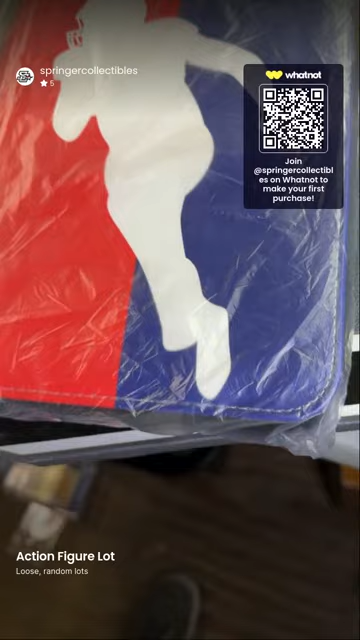 springercollectibles
★ 5
whatnot
Join
@springercollectibl
es on Whatnot to
make your first
purchase!
Action Figure Lot
Loose, random lots